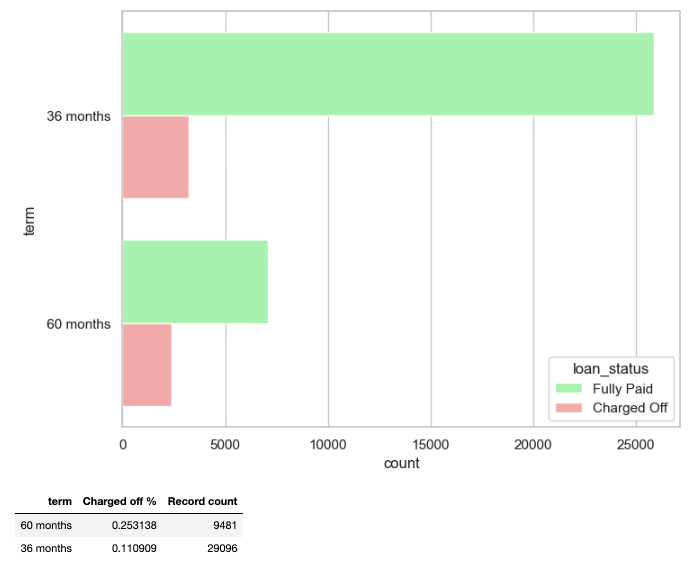 36 months
term
60 months
loan_status
Fully Paid
Charged Off
0 5000 10000 15000 20000 25000
count
term Charged off % Record count
60 months 0.253138 9481
36 months 0.110909 29096